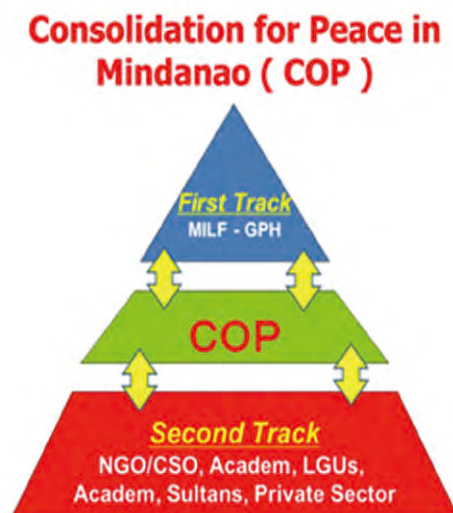 Consolidation for Peace in
Mindanao ( COP )
First Track
MILF - GPH
COP
Second Track
NGO/CSO, Academ, LGUs,
Academ, Sultans, Private Sector